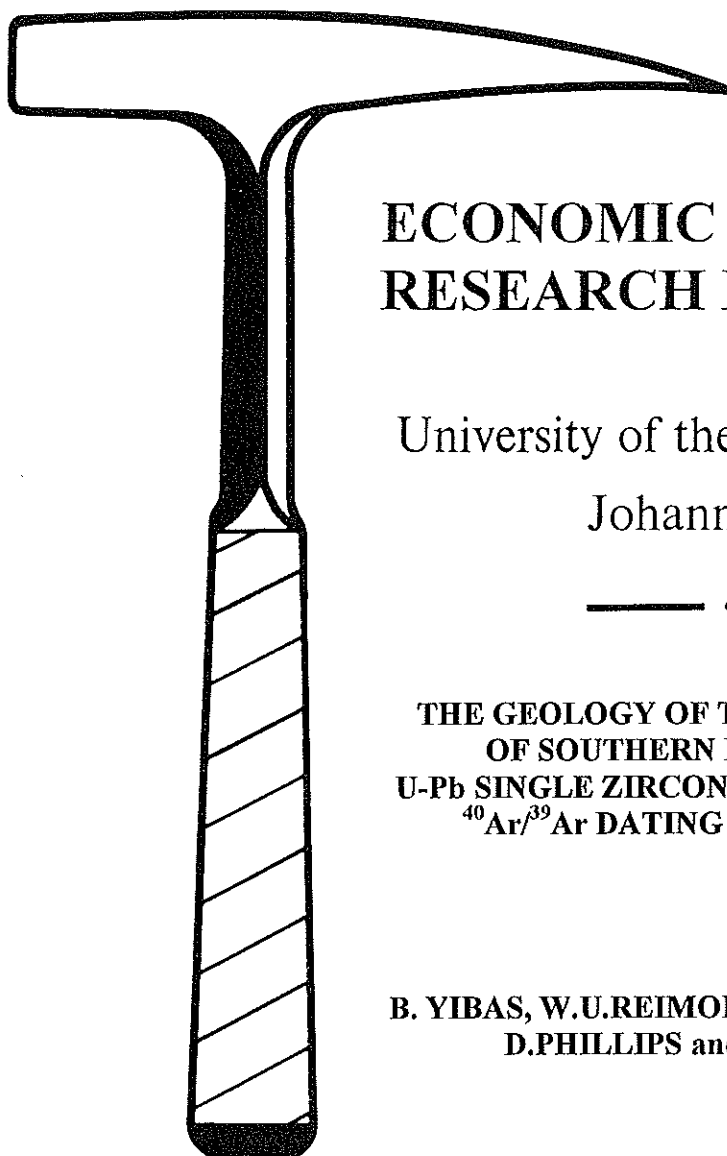 ECONOMIC
RESEARCH
University of the
Johann
THE GEOLOGY OF
OF SOUTHERN
U-Pb SINGLE ZIRCON
⁴⁰Ar/³⁹Ar DATING
B. YIBAS, W.U.REIMO
D.PHILLIPS an